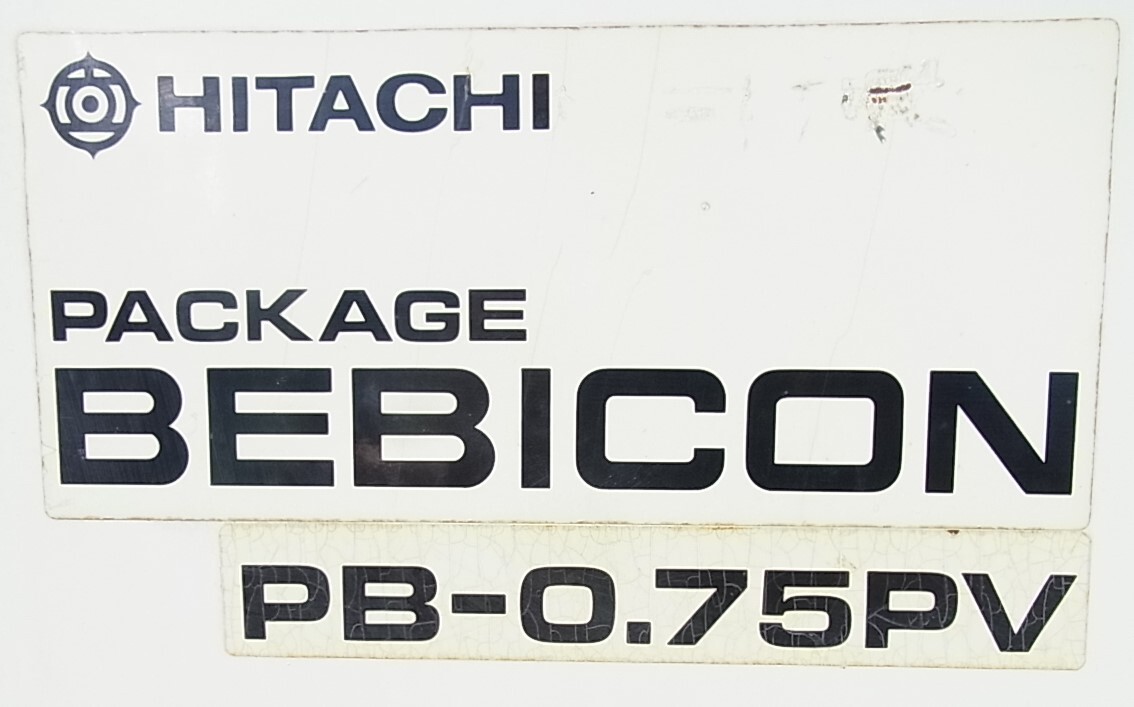 HITACHI
PACKAGE
BEBICON
PB-0.75PV